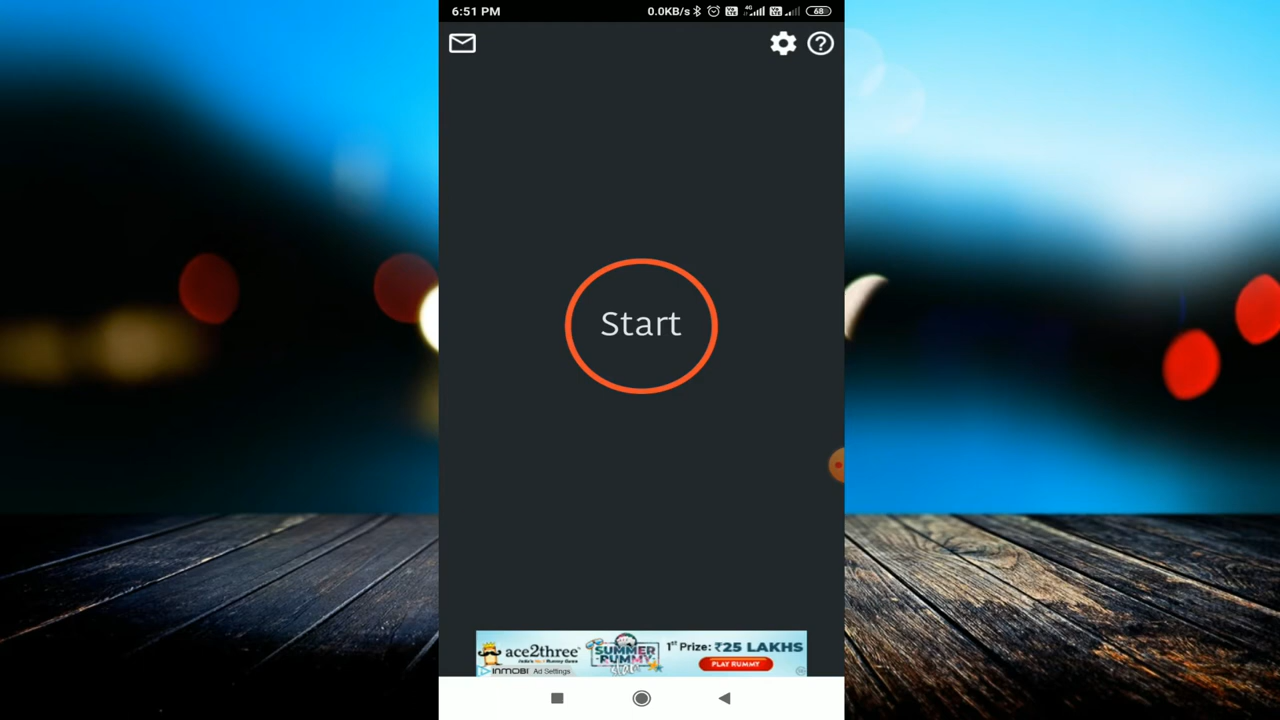 6:51 PM
0.0KB/s
4G
68
Start
ace2three
SUMMER
RUMMY
1st Prize: ₹25 LAKHS
PLAY RUMMY
INMOBI Ad Settings